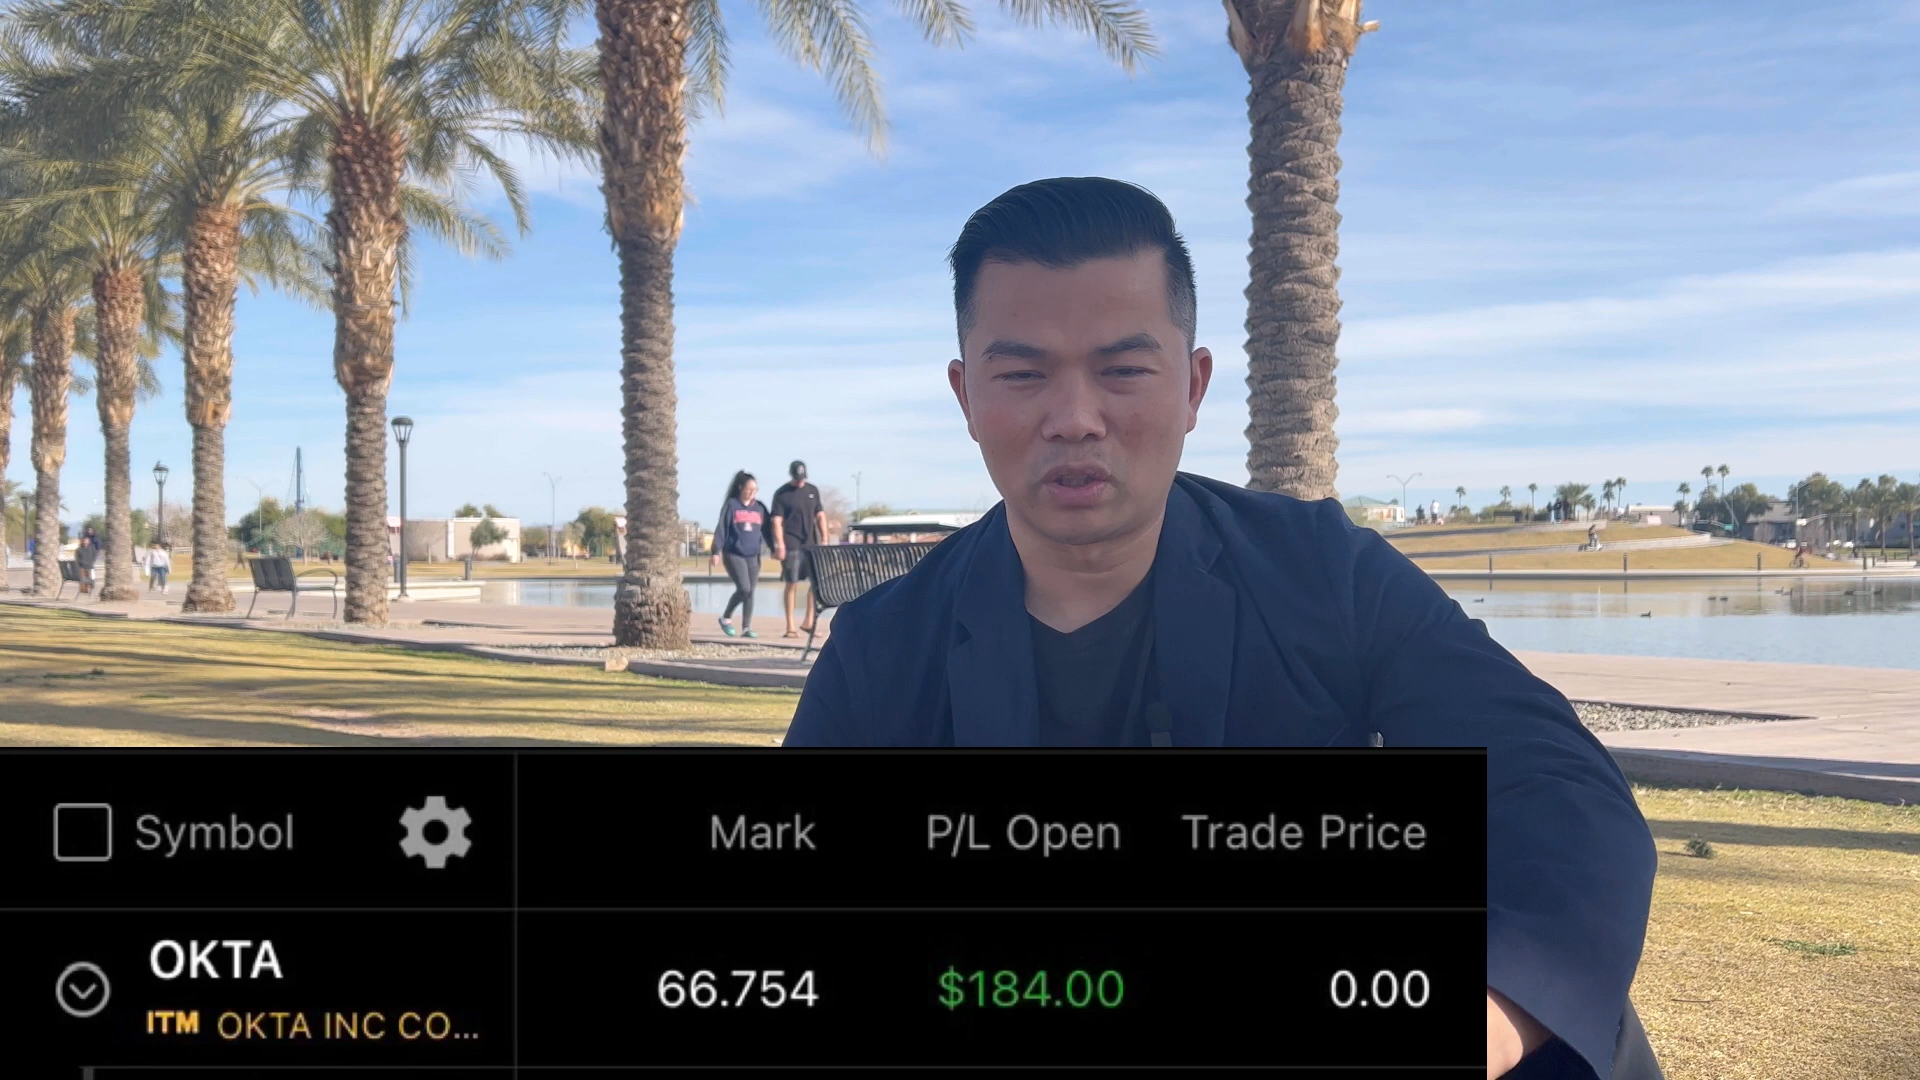 Symbol Mark P/L Open Trade Price
OKTA
66.754 $184.00 0.00
ITM OKTA INC CO...